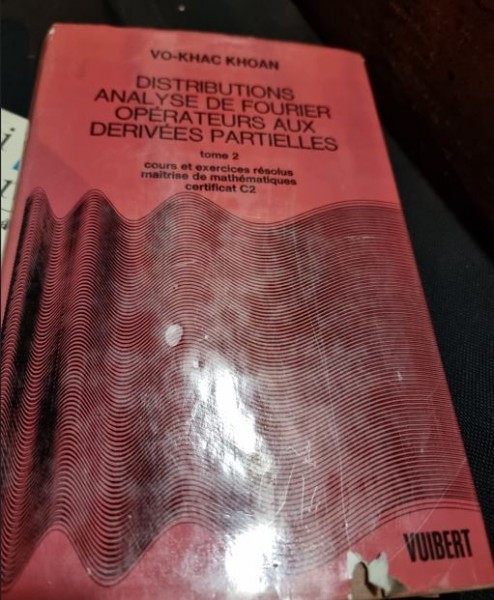 VO-KHAC KHOAN
DISTRIBUTIONS
ANALYSE DE FOURIER
OPÉRATEURS AUX
DERIVÉES PARTIELLES
tome 2
cours et exercices résolus
maîtrise de mathématiques
certificat C2
VUIBERT